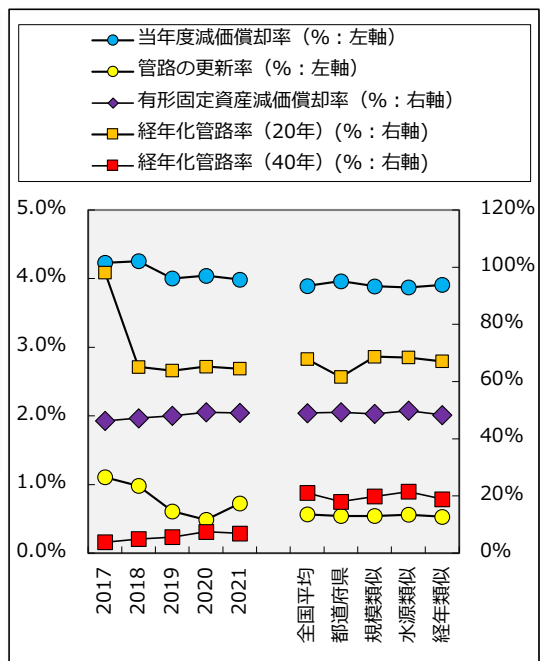 当年度減価償却率（%：左軸）
管路の更新率（%：左軸）
有形固定資産減価償却率（%：右軸）
経年化管路率（20年）(%：右軸)
経年化管路率（40年）(%：右軸)
5.0%
4.0%
3.0%
2.0%
1.0%
0.0%
120%
100%
80%
60%
40%
20%
0%
2017
2018
2019
2020
2021
全国平均
都道府県
規模類似
水源類似
経年類似